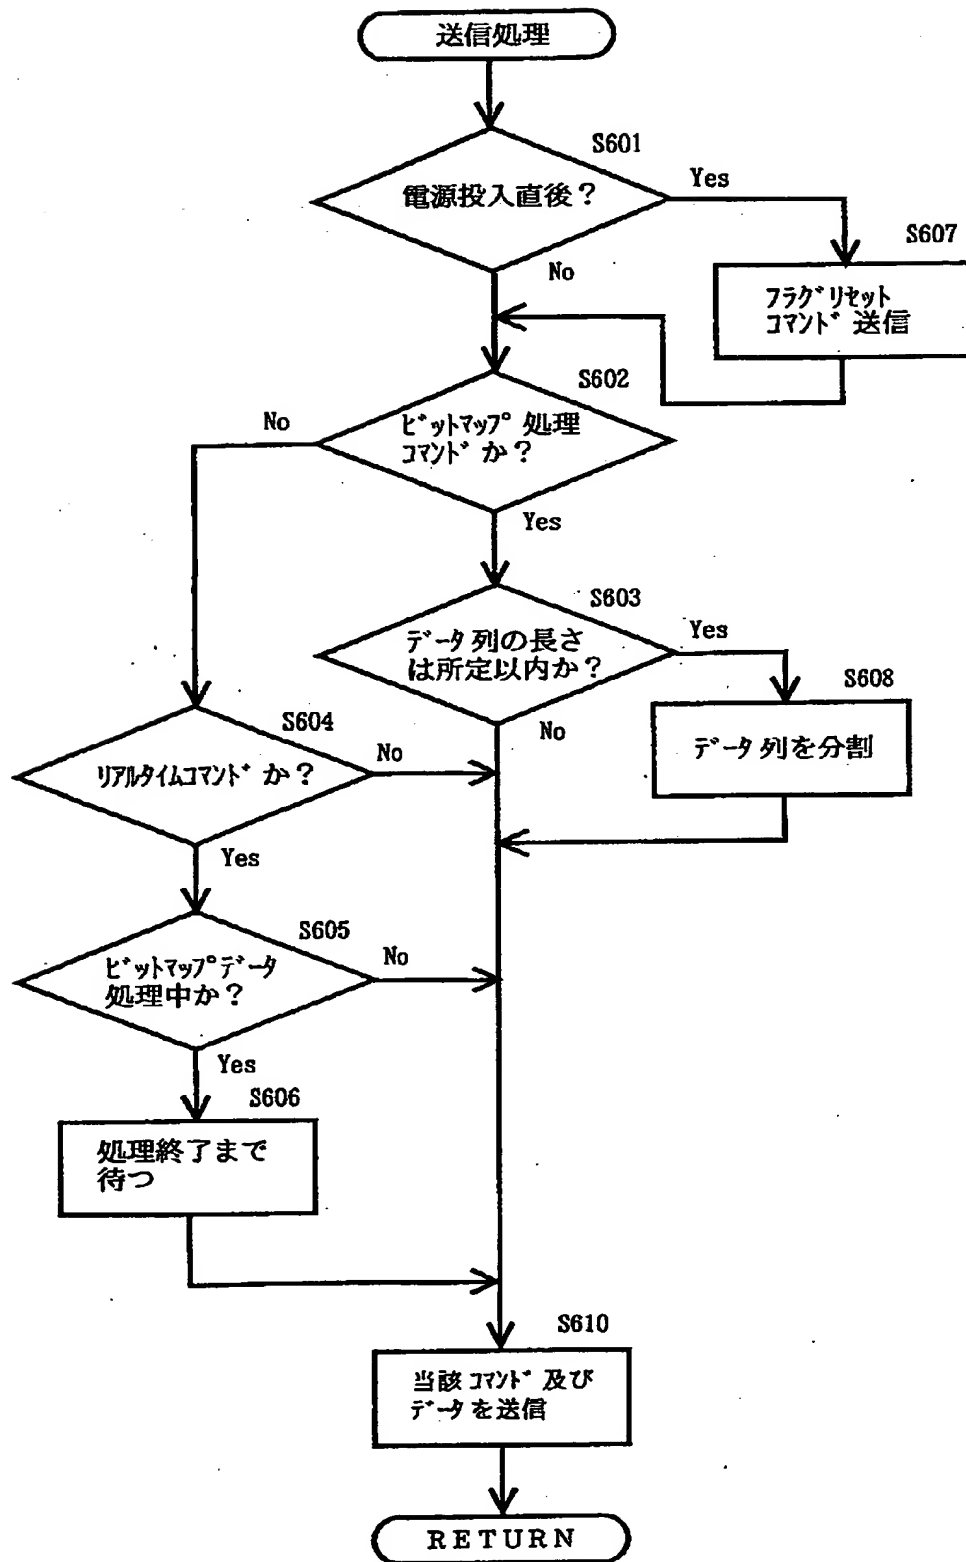 送信処理
S601
電源投入直後?
Yes
No
S607
フラグリセット
コマンド送信
S602
ビットマップ処理
コマンドか?
No
Yes
S603
データ列の長さ
は所定以内か?
Yes
No
S608
データ列を分割
S604
リアルタイムコマンドか?
No
Yes
S605
ビットマップデータ
処理中か?
No
Yes
S606
処理終了まで
待つ
S610
当該コマンド及び
データを送信
RETURN